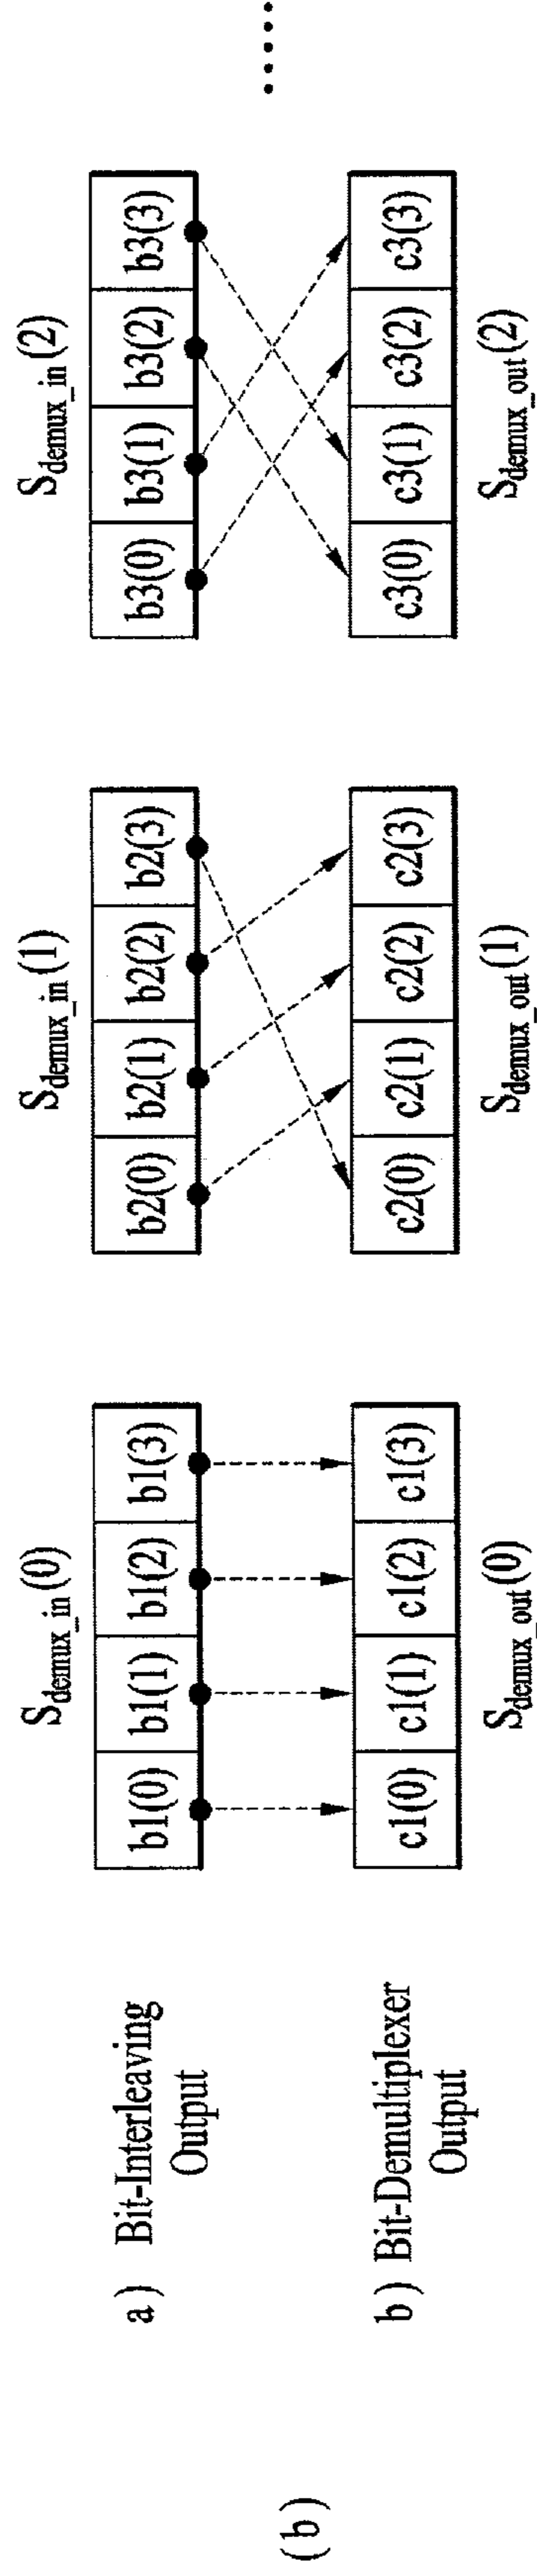 (b)
a) Bit-Interleaving
Output
S_demux_in(0)
b1(0) b1(1) b1(2) b1(3)
S_demux_in(1)
b2(0) b2(1) b2(2) b2(3)
S_demux_in(2)
b3(0) b3(1) b3(2) b3(3)
b) Bit-Demultiplexer
Output
c1(0) c1(1) c1(2) c1(3)
S_demux_out(0)
c2(0) c2(1) c2(2) c2(3)
S_demux_out(1)
c3(0) c3(1) c3(2) c3(3)
S_demux_out(2)
.....